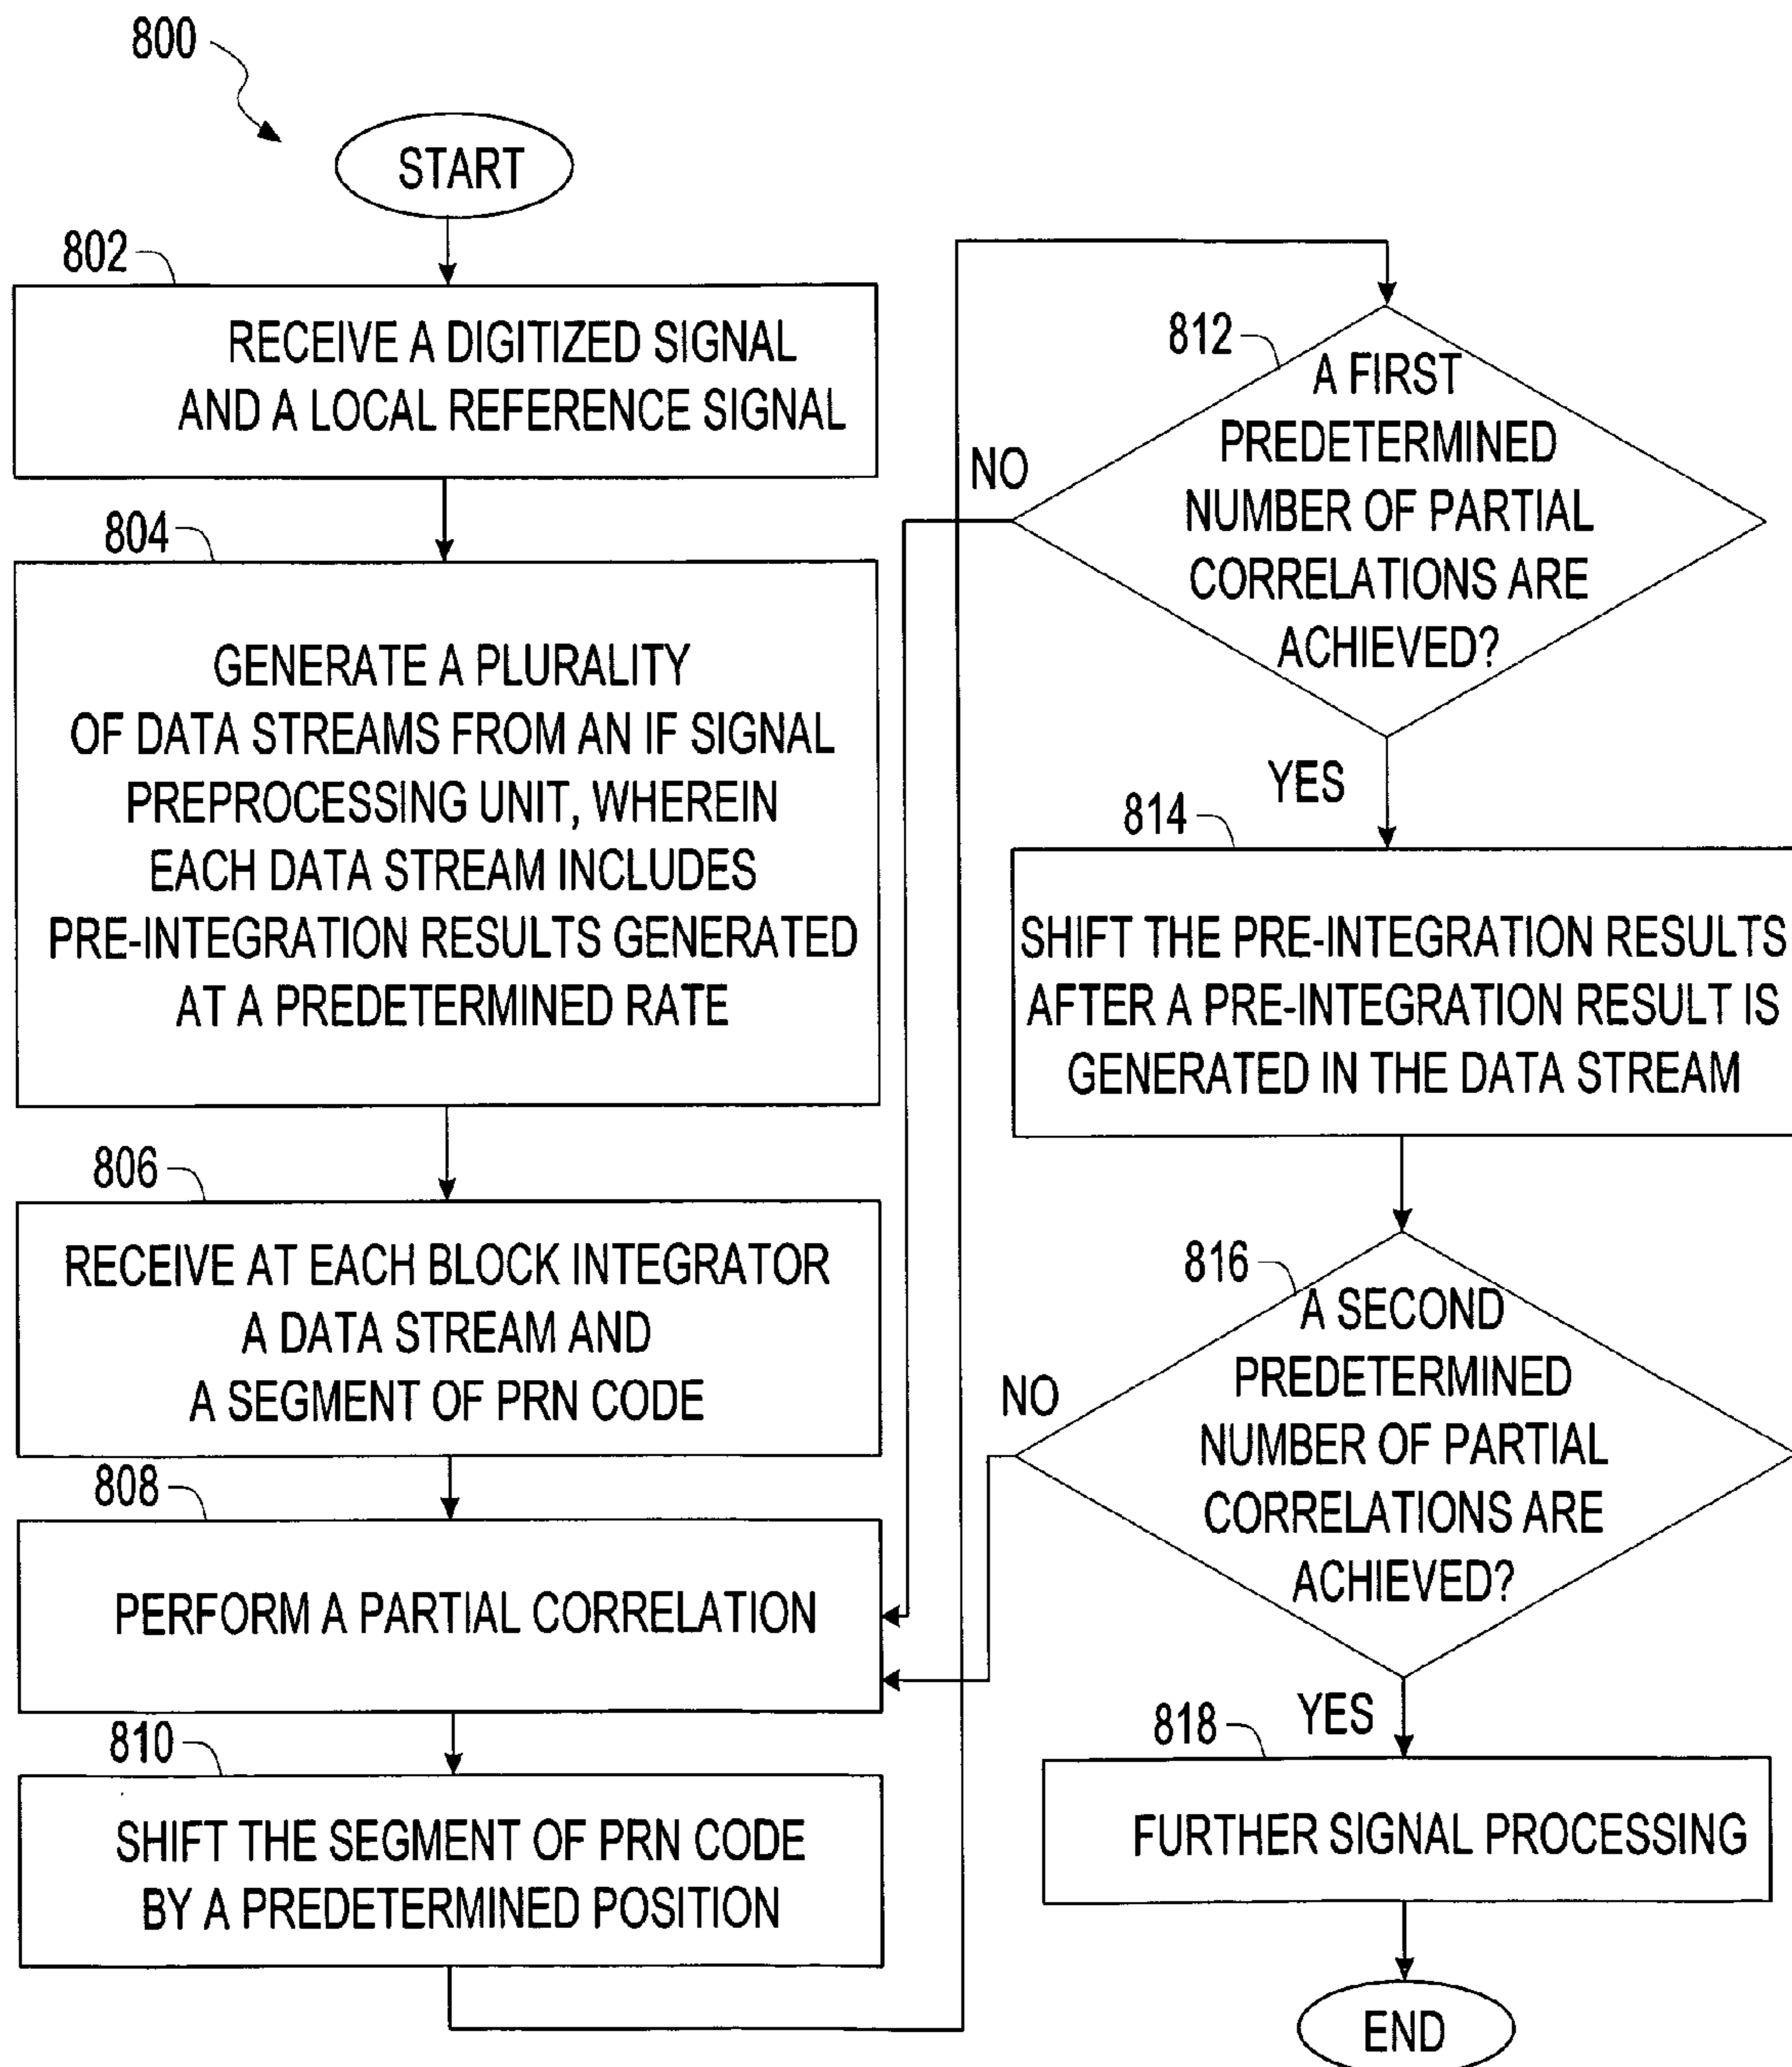 800
START
802
RECEIVE A DIGITIZED SIGNAL
AND A LOCAL REFERENCE SIGNAL
804
GENERATE A PLURALITY
OF DATA STREAMS FROM AN IF SIGNAL
PREPROCESSING UNIT, WHEREIN
EACH DATA STREAM INCLUDES
PRE-INTEGRATION RESULTS GENERATED
AT A PREDETERMINED RATE
806
RECEIVE AT EACH BLOCK INTEGRATOR
A DATA STREAM AND
A SEGMENT OF PRN CODE
808
PERFORM A PARTIAL CORRELATION
810
SHIFT THE SEGMENT OF PRN CODE
BY A PREDETERMINED POSITION
812
A FIRST
PREDETERMINED
NUMBER OF PARTIAL
CORRELATIONS ARE
ACHIEVED?
NO
YES
814
SHIFT THE PRE-INTEGRATION RESULTS
AFTER A PRE-INTEGRATION RESULT IS
GENERATED IN THE DATA STREAM
816
A SECOND
PREDETERMINED
NUMBER OF PARTIAL
CORRELATIONS ARE
ACHIEVED?
NO
YES
818
FURTHER SIGNAL PROCESSING
END